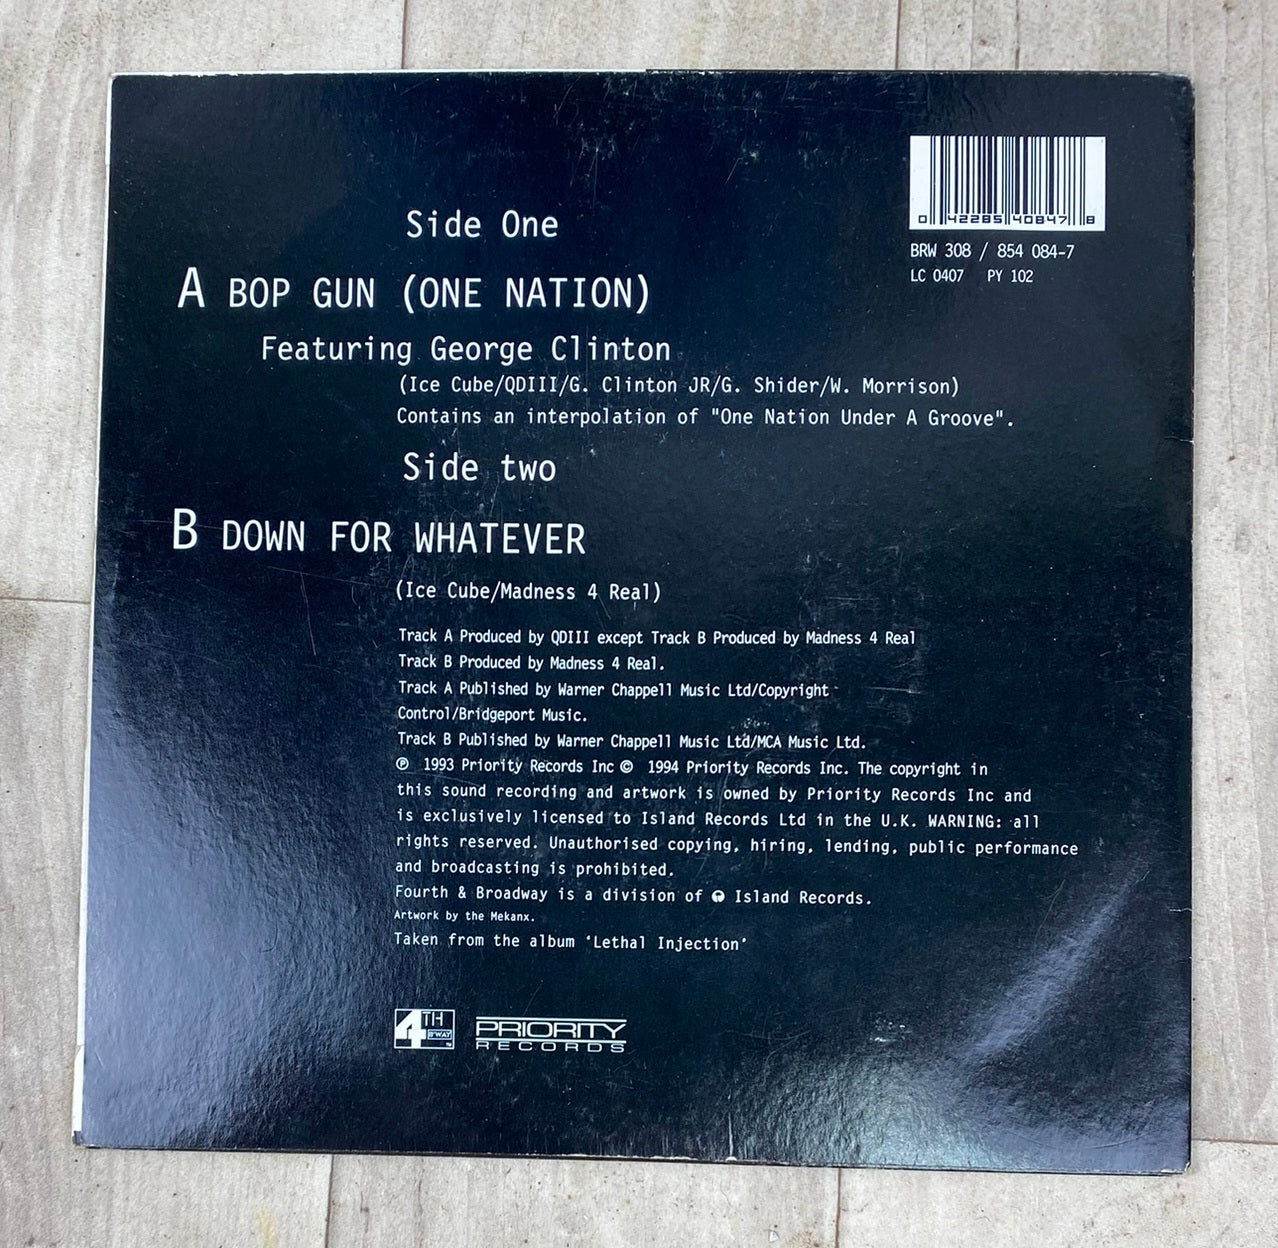 0 42285 40847 8
BRW 308 / 854 084-7
LC 0407 PY 102
Side One
A BOP GUN (ONE NATION)
Featuring George Clinton
(Ice Cube/QDIII/G. Clinton JR/G. Shider/W. Morrison)
Contains an interpolation of "One Nation Under A Groove".
Side two
B DOWN FOR WHATEVER
(Ice Cube/Madness 4 Real)
Track A Produced by QDIII except Track B Produced by Madness 4 Real
Track B Produced by Madness 4 Real.
Track A Published by Warner Chappell Music Ltd/Copyright
Control/Bridgeport Music.
Track B Published by Warner Chappell Music Ltd/MCA Music Ltd.
℗ 1993 Priority Records Inc © 1994 Priority Records Inc. The copyright in
this sound recording and artwork is owned by Priority Records Inc and
is exclusively licensed to Island Records Ltd in the U.K. WARNING: all
rights reserved. Unauthorised copying, hiring, lending, public performance
and broadcasting is prohibited.
Fourth & Broadway is a division of Island Records.
Artwork by the Mekanx.
Taken from the album 'Lethal Injection'
4TH B'WAY ™
PRIORITY
RECORDS